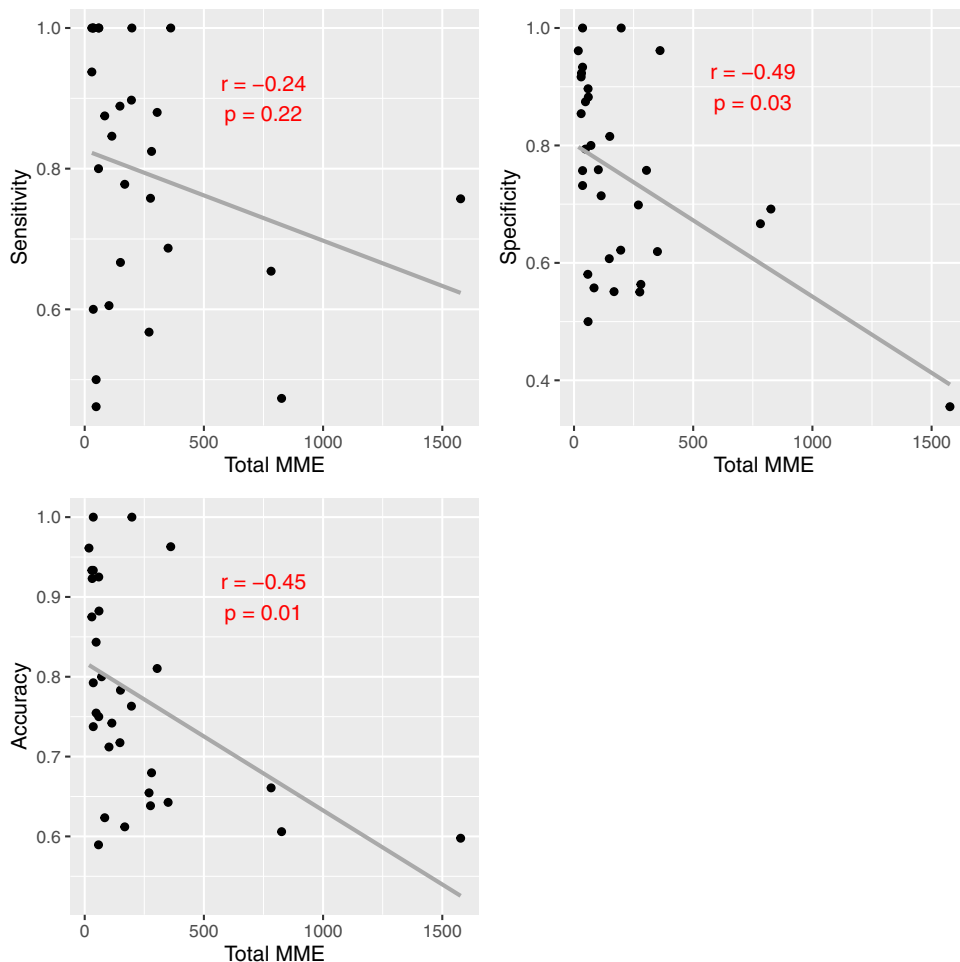 1.0
0.8
0.6
Sensitivity
r = −0.24
p = 0.22
0
500
1000
1500
Total MME
1.0
0.8
0.6
0.4
Specificity
r = −0.49
p = 0.03
0
500
1000
1500
Total MME
1.0
0.9
0.8
0.7
0.6
Accuracy
r = −0.45
p = 0.01
0
500
1000
1500
Total MME